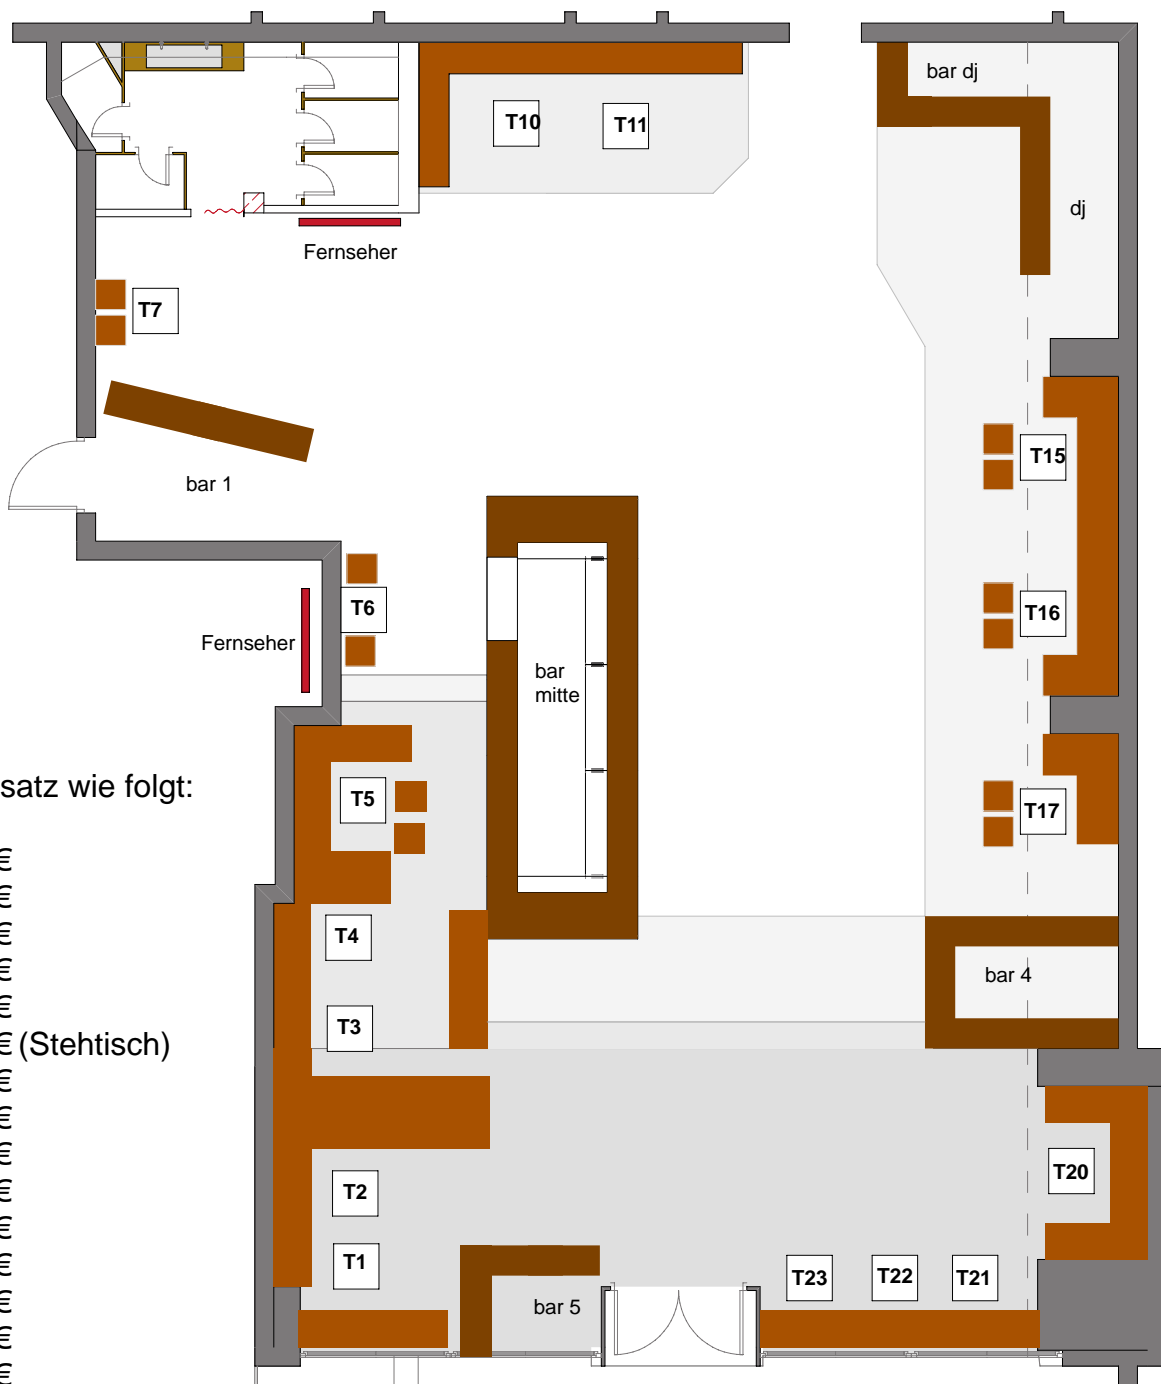 bar dj
T10
T11
dj
Fernseher
T7
T15
bar 1
T6
T16
Fernseher
bar
mitte
satz wie folgt:
T5
T17
€
€
€
T4
€
bar 4
€
T3
€ (Stehtisch)
€
€
€
T20
€
T2
€
€
T1
T23
T22
T21
€
bar 5
€
€